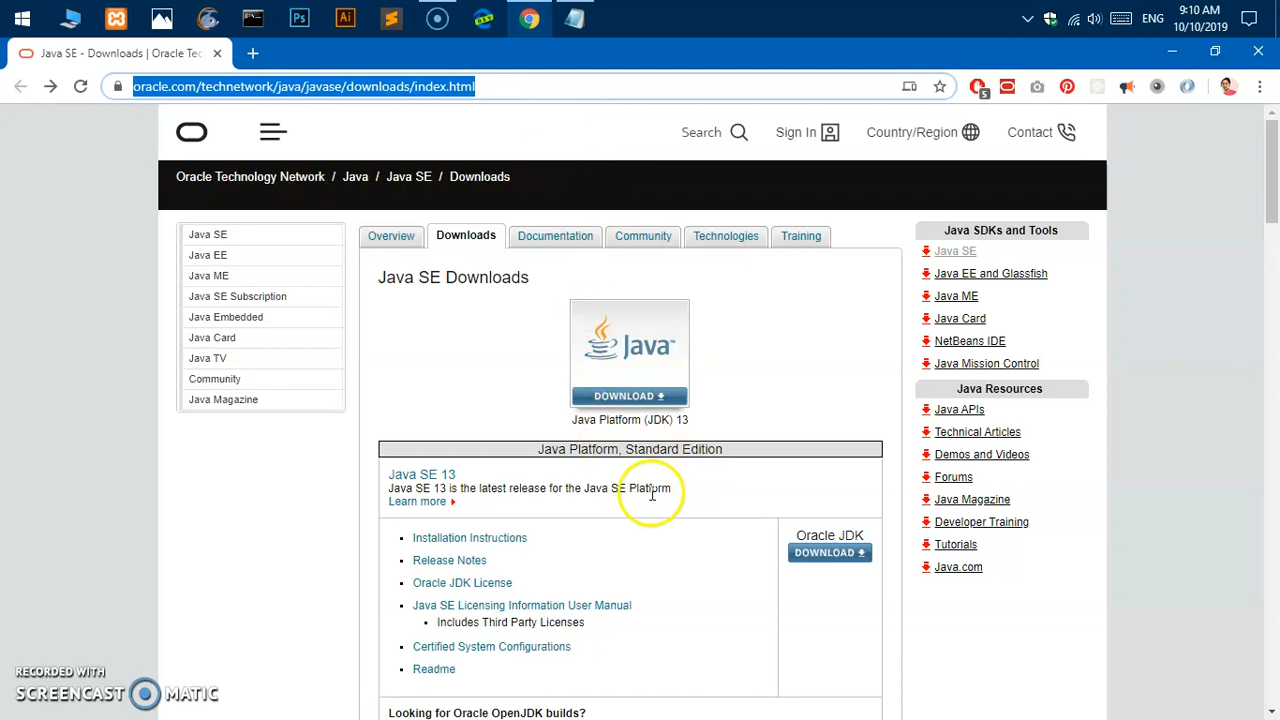 Ps
Ai
ENG
9:10 AM
10/10/2019
Java SE - Downloads | Oracle Tec
oracle.com/technetwork/java/javase/downloads/index.html
5
Search
Sign In
Country/Region
Contact
Oracle Technology Network / Java / Java SE / Downloads
Java SE
Java EE
Java ME
Java SE Subscription
Java Embedded
Java Card
Java TV
Community
Java Magazine
Overview
Downloads
Documentation
Community
Technologies
Training
Java SE Downloads
Java™
DOWNLOAD
Java Platform (JDK) 13
Java Platform, Standard Edition
Java SE 13
Java SE 13 is the latest release for the Java SE Platform
Learn more
Installation Instructions
Release Notes
Oracle JDK License
Java SE Licensing Information User Manual
Includes Third Party Licenses
Certified System Configurations
Readme
Oracle JDK
DOWNLOAD
Looking for Oracle OpenJDK builds?
Java SDKs and Tools
Java SE
Java EE and Glassfish
Java ME
Java Card
NetBeans IDE
Java Mission Control
Java Resources
Java APIs
Technical Articles
Demos and Videos
Forums
Java Magazine
Developer Training
Tutorials
Java.com
RECORDED WITH
SCREENCAST MATIC